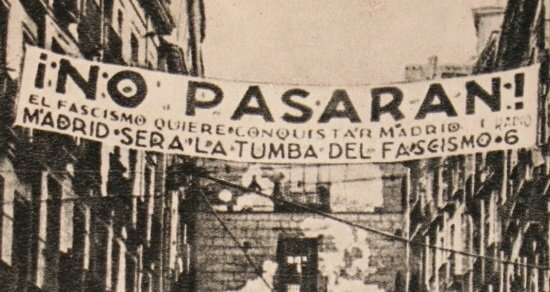 ¡NO PASARAN!
EL FASCISMO QUIERE CONQUISTAR MADRID
MADRID·SERA·LA·TUMBA·DEL·FASCISMO·
RADIO 6